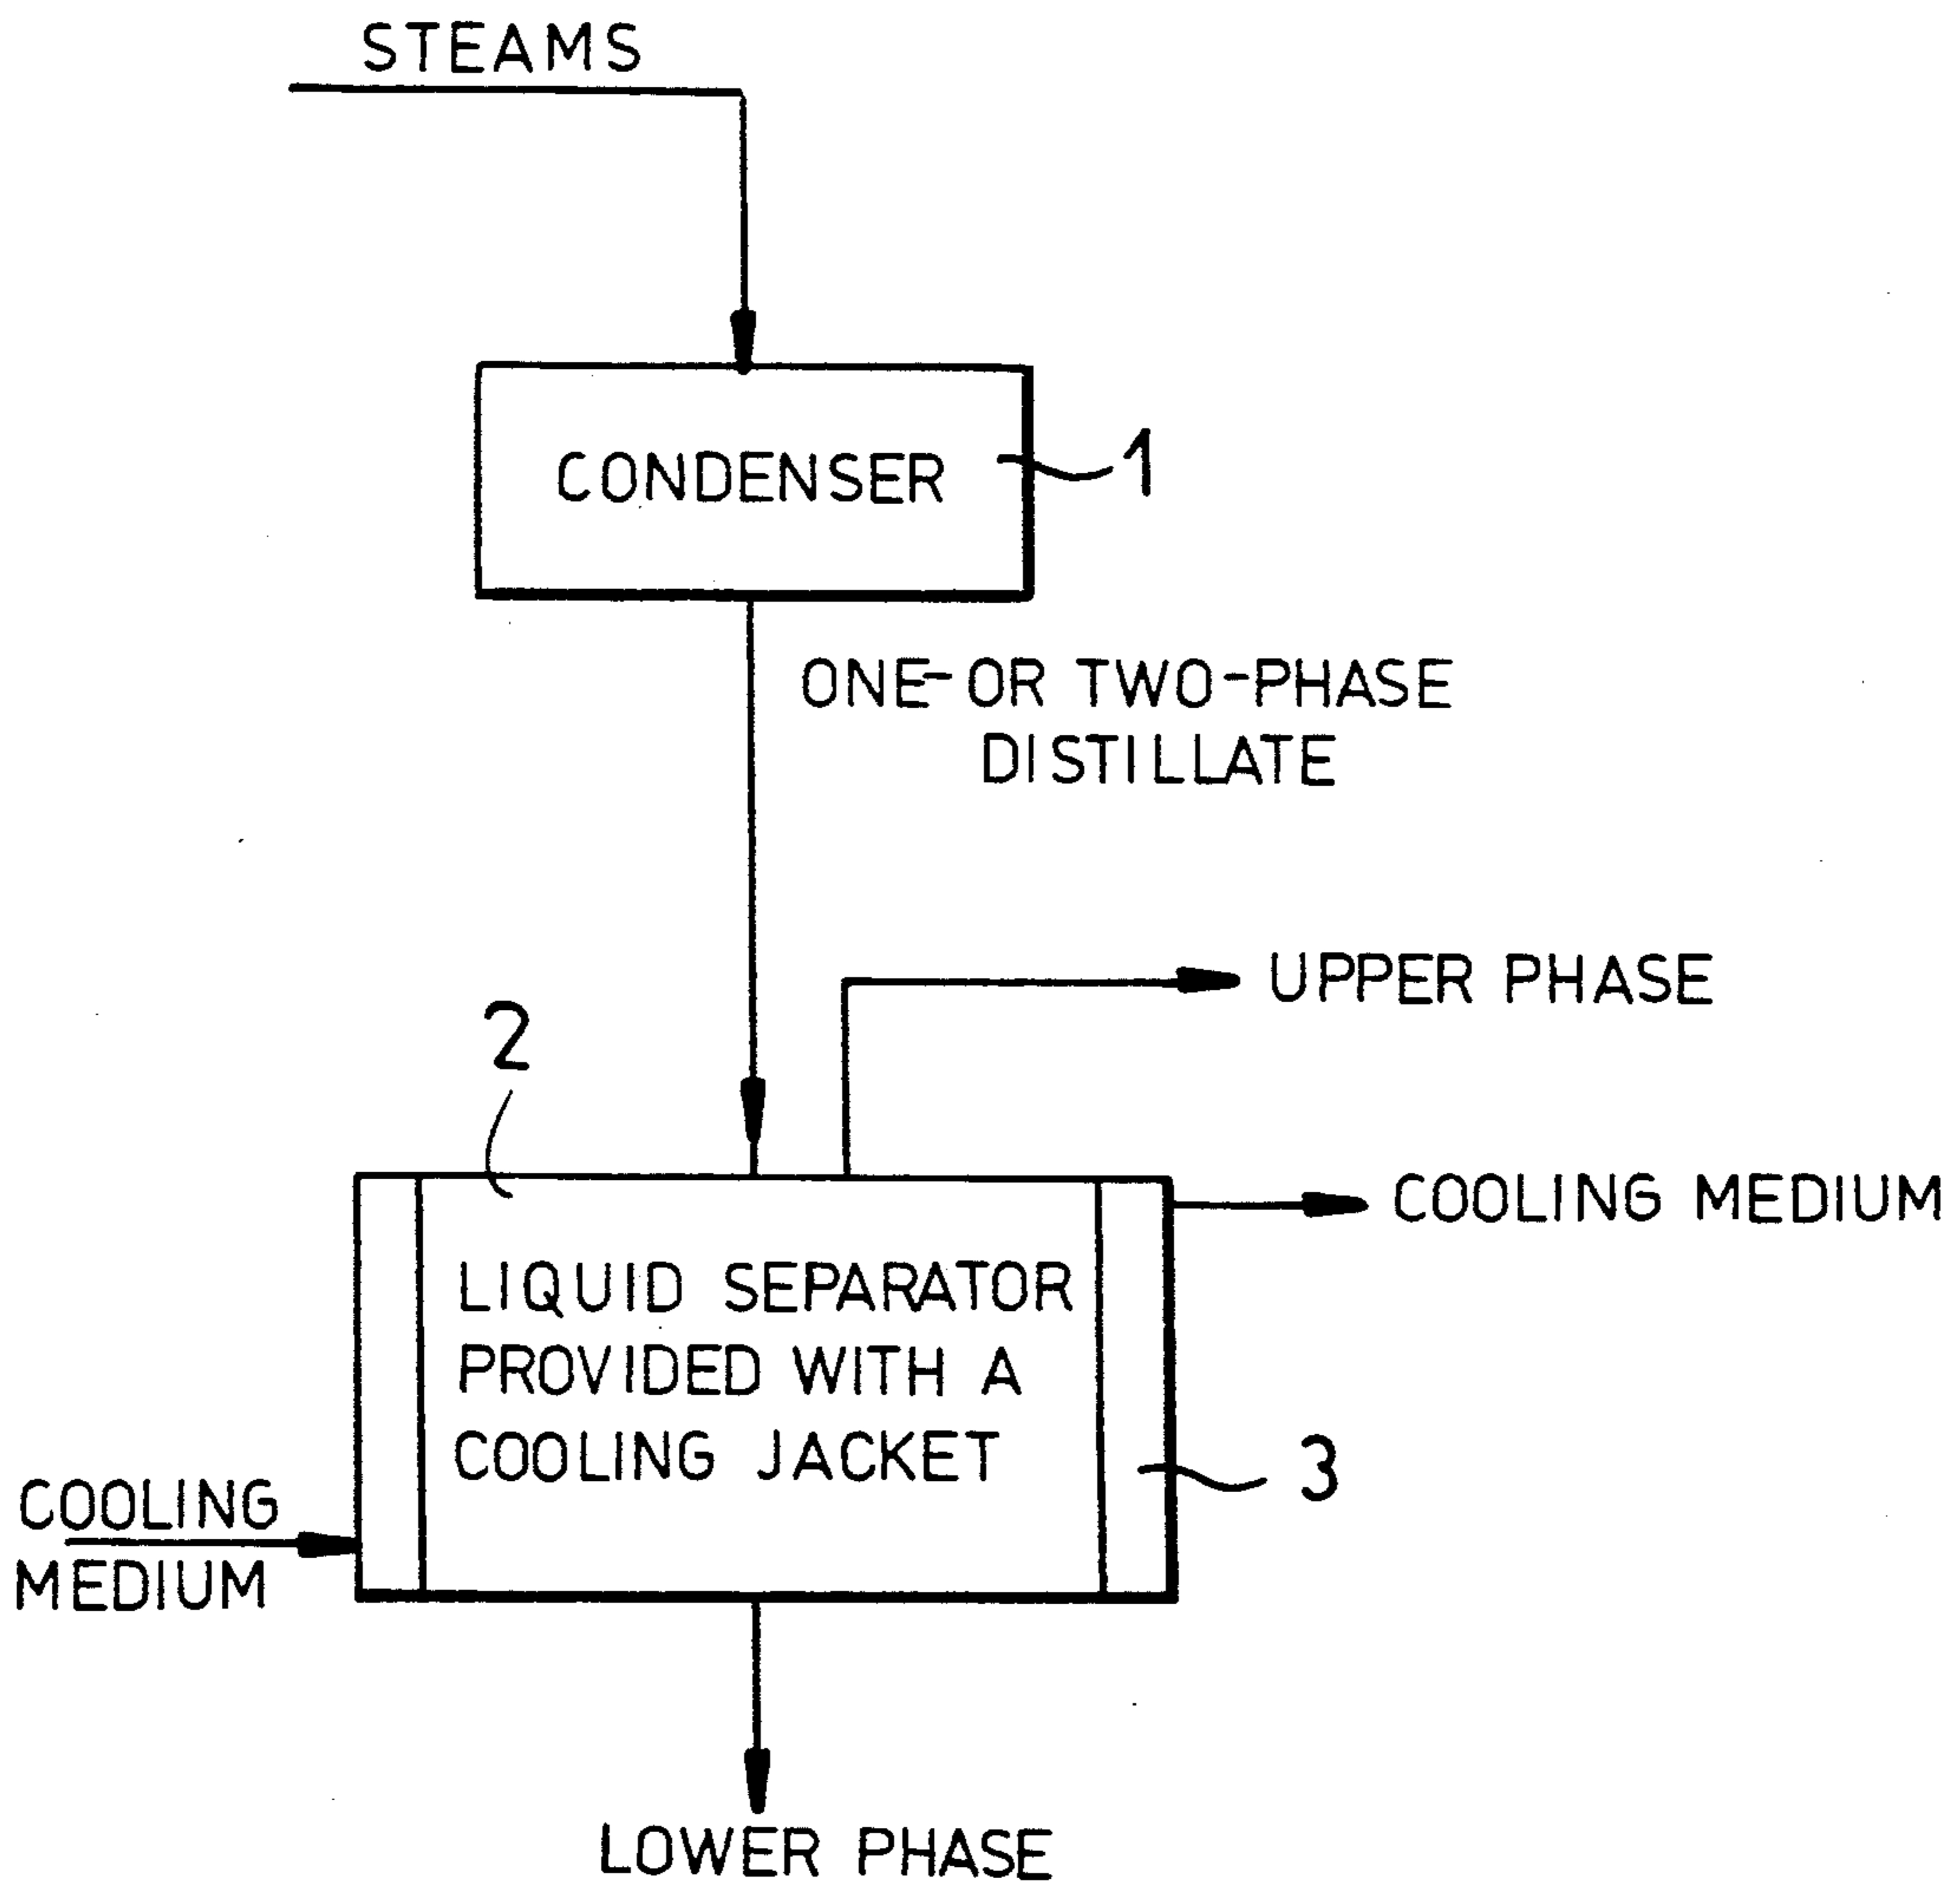 STEAMS
CONDENSER
1
ONE- OR TWO-PHASE
DISTILLATE
UPPER PHASE
2
COOLING MEDIUM
LIQUID SEPARATOR
PROVIDED WITH A
COOLING JACKET
3
COOLING
MEDIUM
LOWER PHASE